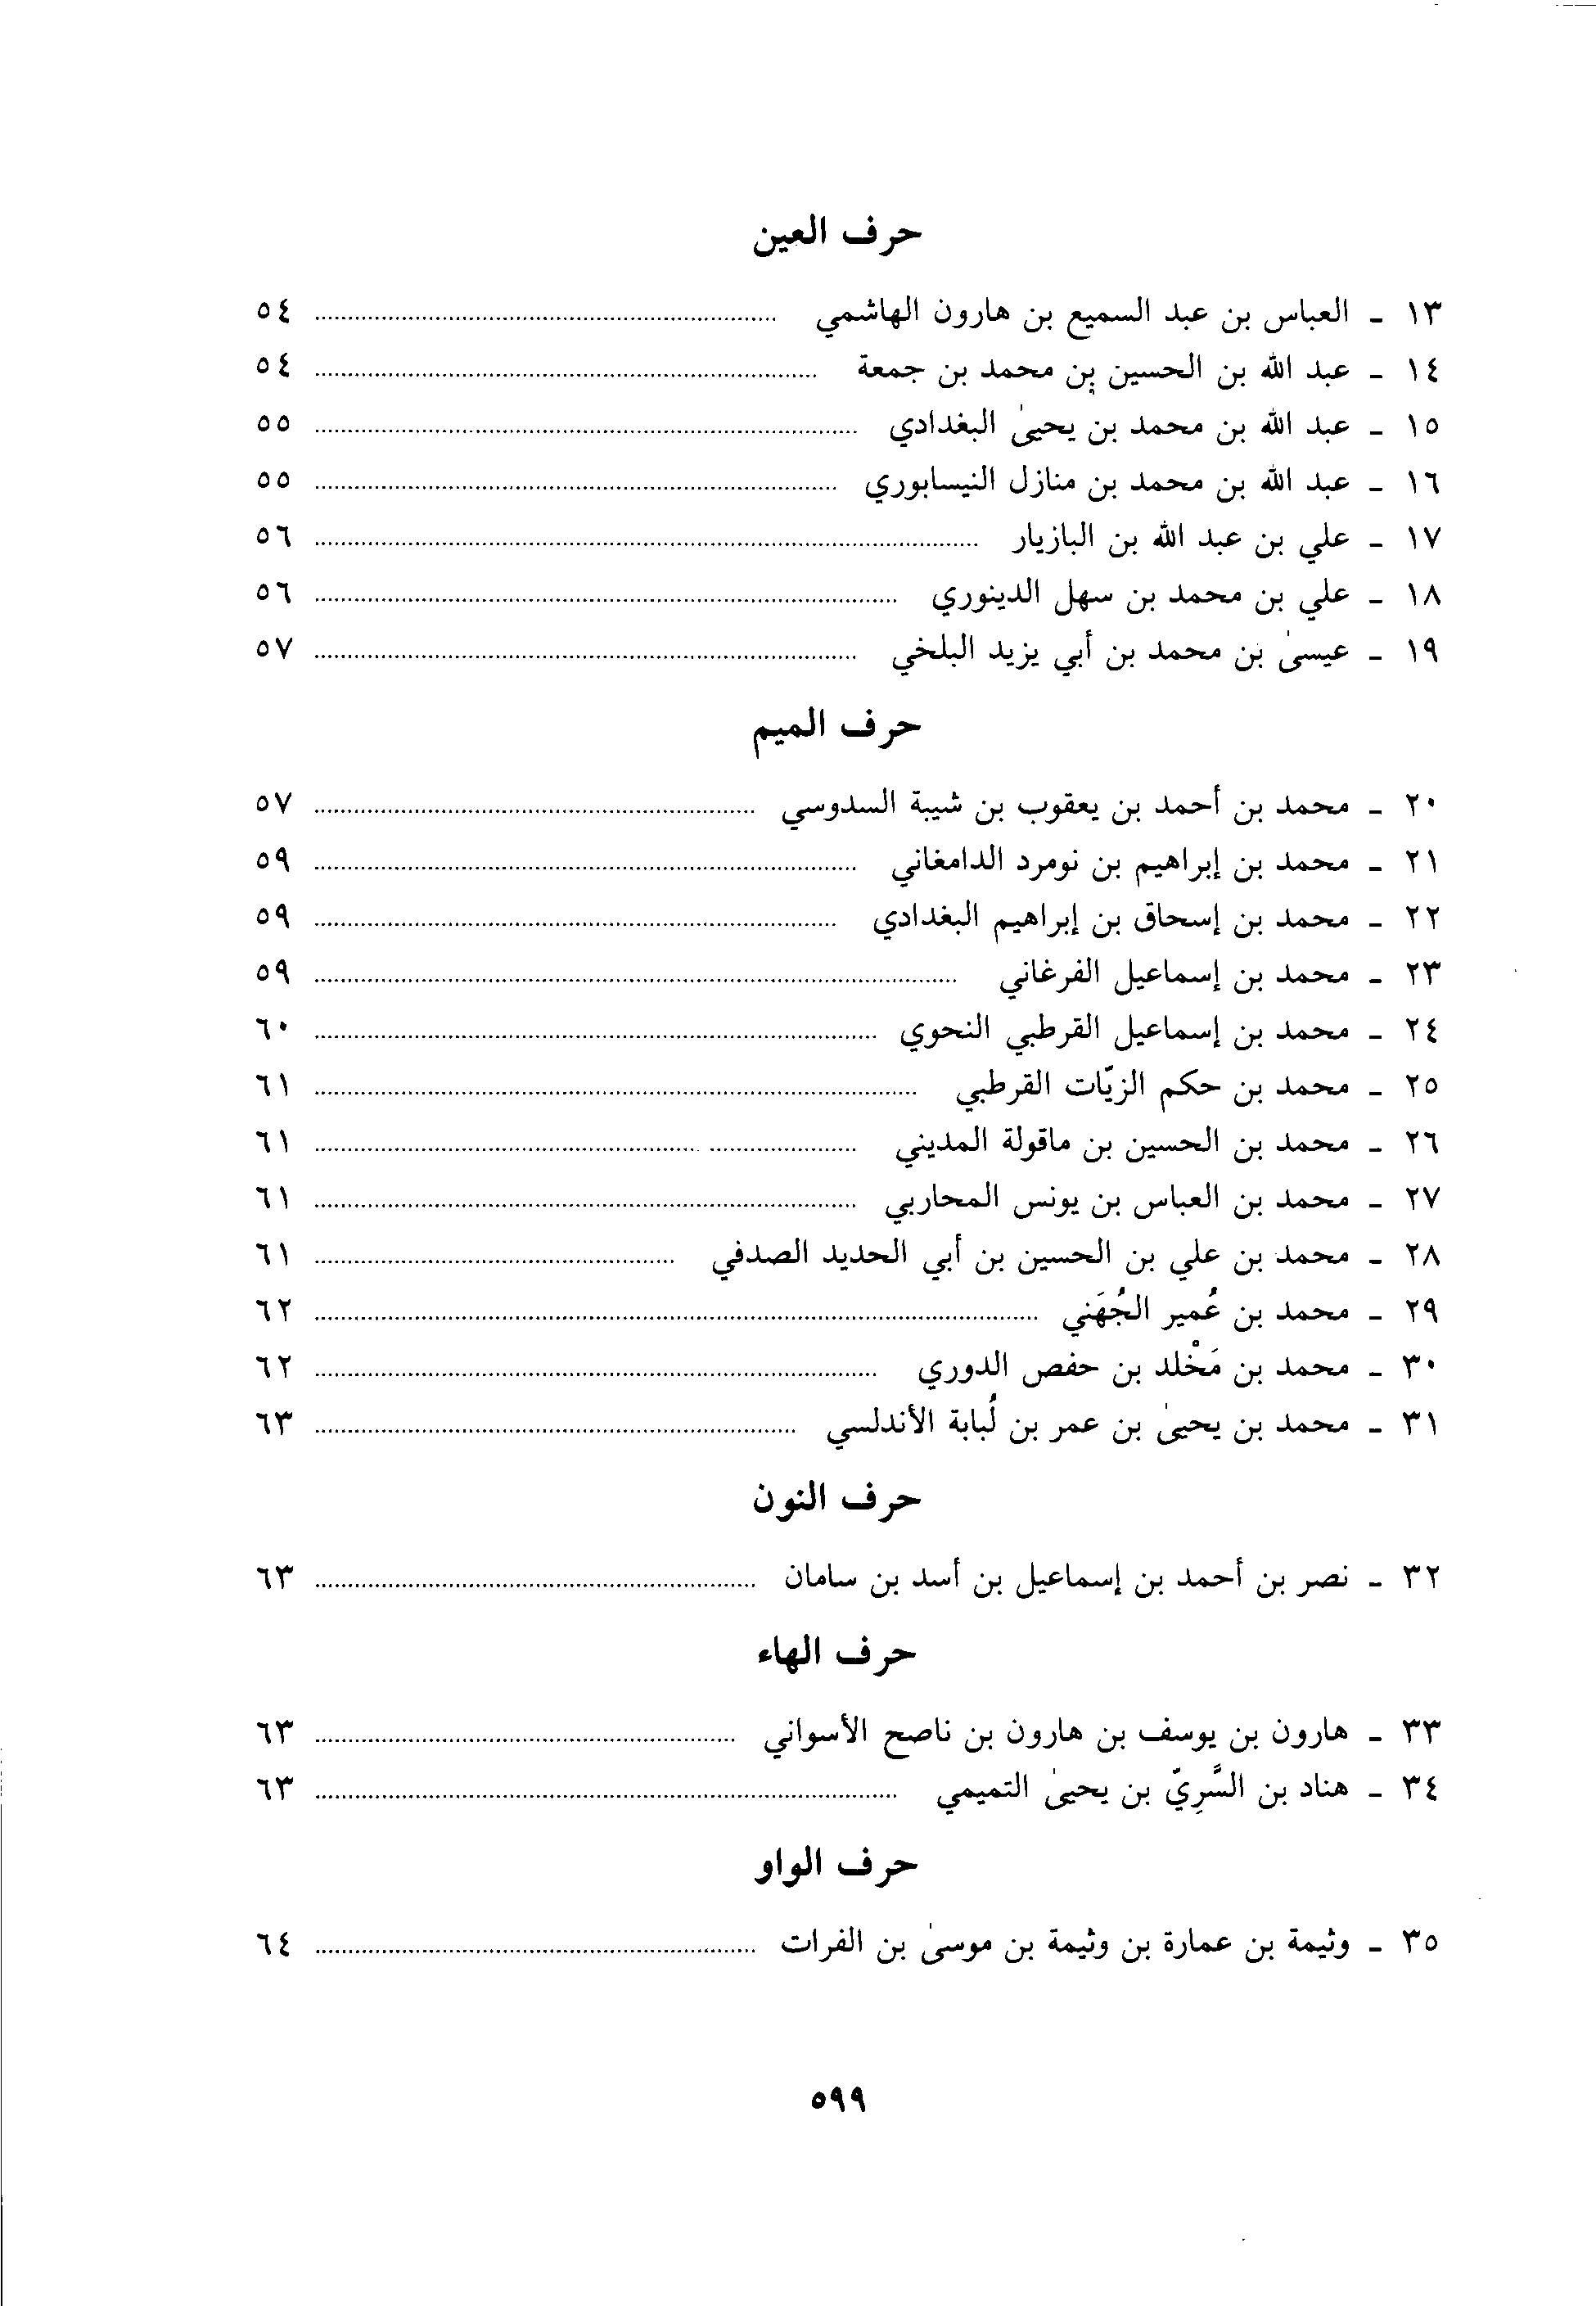 حرف العين
١٣ - العباس بن عبد السميع بن هارون الهاشمي ........ ٥٤
١٤ - عبد الله بن الحسين بن محمد بن جمعة ........ ٥٤
١٥ - عبد الله بن محمد بن يحيىٰ البغدادي ........ ٥٥
١٦ - عبد الله بن محمد بن منازل النيسابوري ........ ٥٥
١٧ - علي بن عبد الله بن البازيار ........ ٥٦
١٨ - علي بن محمد بن سهل الدينوري ........ ٥٦
١٩ - عيسىٰ بن محمد بن أبي يزيد البلخي ........ ٥٧
حرف الميم
٢٠ - محمد بن أحمد بن يعقوب بن شيبة السدوسي ........ ٥٧
٢١ - محمد بن إبراهيم بن نومرد الدامغاني ........ ٥٩
٢٢ - محمد بن إسحاق بن إبراهيم البغدادي ........ ٥٩
٢٣ - محمد بن إسماعيل الفرغاني ........ ٥٩
٢٤ - محمد بن إسماعيل القرطبي النحوي ........ ٦٠
٢٥ - محمد بن حكم الزيّات القرطبي ........ ٦١
٢٦ - محمد بن الحسين بن ماقولة المديني ........ ٦١
٢٧ - محمد بن العباس بن يونس المحاربي ........ ٦١
٢٨ - محمد بن علي بن الحسين بن أبي الحديد الصدفي ........ ٦١
٢٩ - محمد بن عُمير الجُهَني ........ ٦٢
٣٠ - محمد بن مَخْلد بن حفص الدوري ........ ٦٢
٣١ - محمد بن يحيىٰ بن عمر بن لُبابة الأندلسي ........ ٦٣
حرف النون
٣٢ - نصر بن أحمد بن إسماعيل بن أسد بن سامان ........ ٦٣
حرف الهاء
٣٣ - هارون بن يوسف بن هارون بن ناصح الأسواني ........ ٦٣
٣٤ - هناد بن السَّرِيّ بن يحيىٰ التميمي ........ ٦٣
حرف الواو
٣٥ - وثيمة بن عمارة بن وثيمة بن موسىٰ بن الفرات ........ ٦٤
٥٩٩